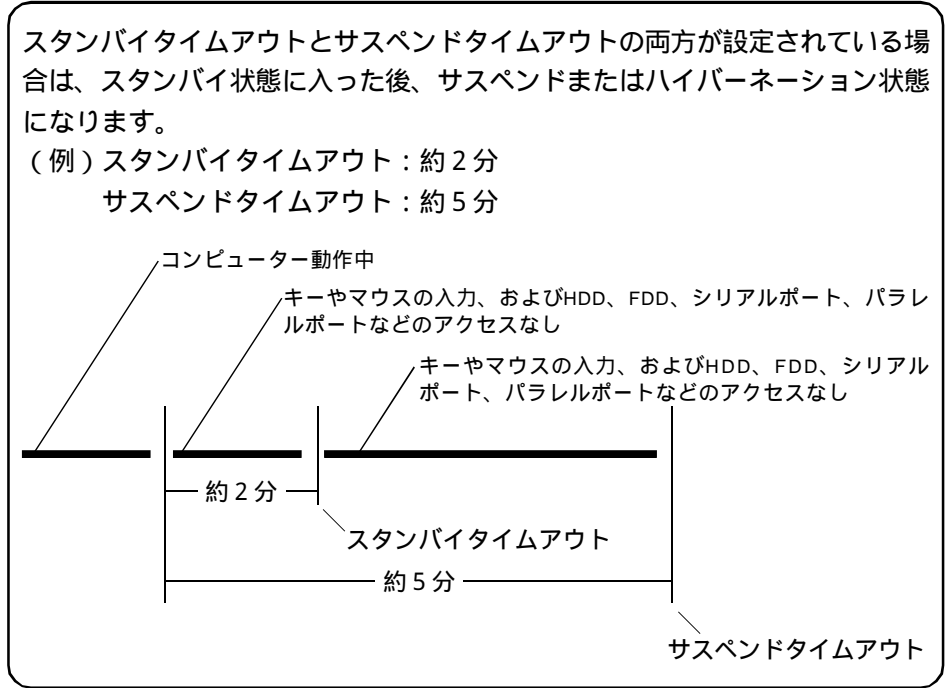 スタンバイタイムアウトとサスペンドタイムアウトの両方が設定されている場
合は、スタンバイ状態に入った後、サスペンドまたはハイバーネーション状態
になります。
（例）スタンバイタイムアウト：約２分
サスペンドタイムアウト：約５分
コンピューター動作中
キーやマウスの入力、およびHDD、FDD、シリアルポート、パラレ
ルポートなどのアクセスなし
キーやマウスの入力、およびHDD、FDD、シリアル
ポート、パラレルポートなどのアクセスなし
約２分
スタンバイタイムアウト
約５分
サスペンドタイムアウト